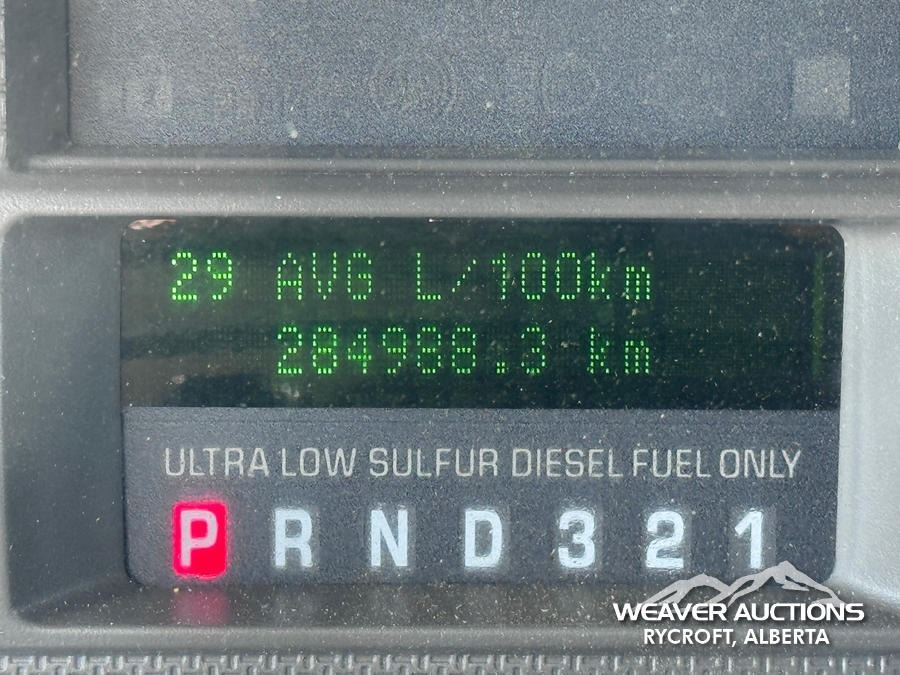 29 AVG L/100km
284988.3 km
ULTRA LOW SULFUR DIESEL FUEL ONLY
P R N D 3 2 1
WEAVER AUCTIONS
RYCROFT, ALBERTA